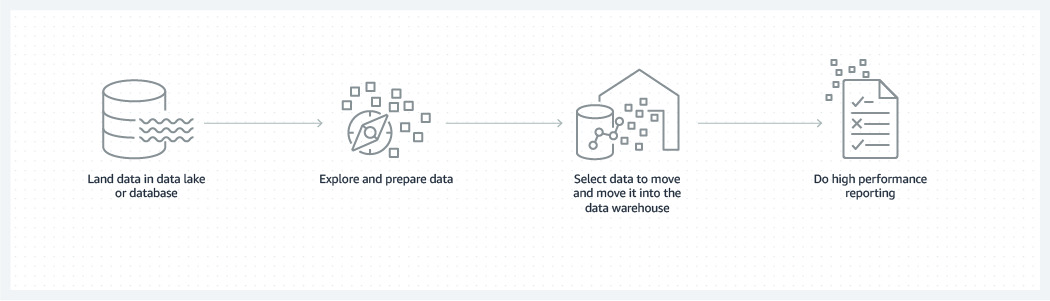 Land data in data lake
or database
Explore and prepare data
Select data to move
and move it into the
data warehouse
Do high performance
reporting